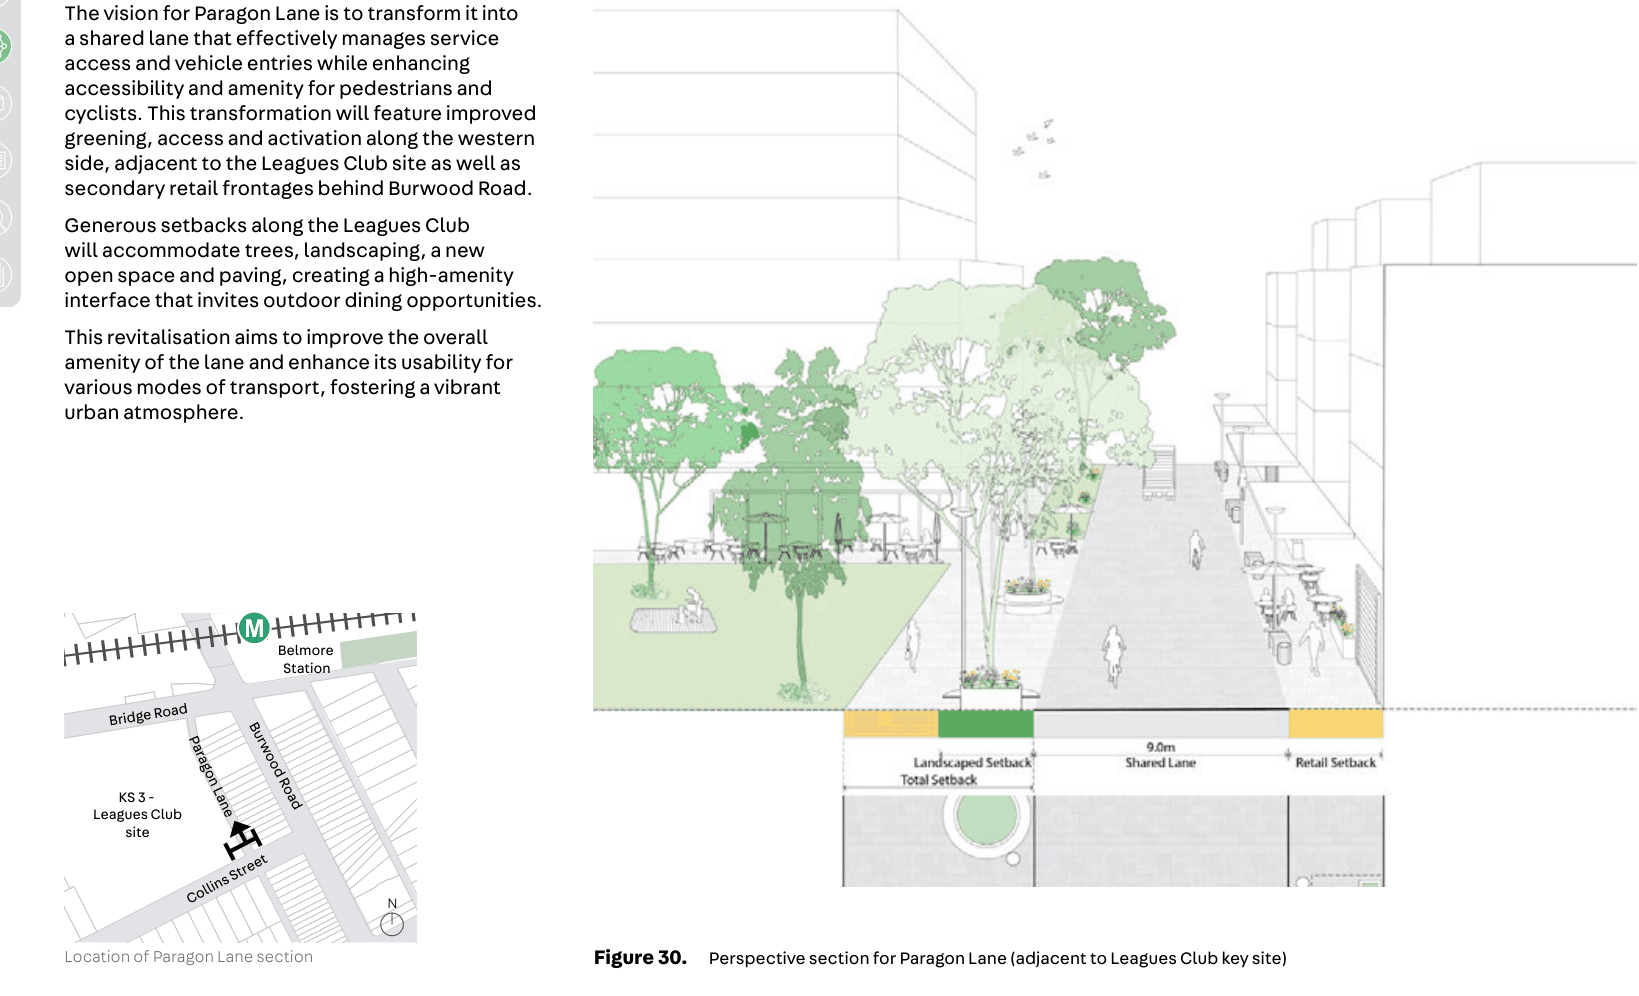 The vision for Paragon Lane is to transform it into
a shared lane that effectively manages service
access and vehicle entries while enhancing
accessibility and amenity for pedestrians and
cyclists. This transformation will feature improved
greening, access and activation along the western
side, adjacent to the Leagues Club site as well as
secondary retail frontages behind Burwood Road.
Generous setbacks along the Leagues Club
will accommodate trees, landscaping, a new
open space and paving, creating a high-amenity
interface that invites outdoor dining opportunities.
This revitalisation aims to improve the overall
amenity of the lane and enhance its usability for
various modes of transport, fostering a vibrant
urban atmosphere.
M
Belmore
Station
Bridge Road
Paragon Lane
Burwood Road
KS 3 -
Leagues Club
site
Collins Street
N
Location of Paragon Lane section
9.0m
Landscaped Setback
Shared Lane
Retail Setback
Total Setback
Figure 30. Perspective section for Paragon Lane (adjacent to Leagues Club key site)